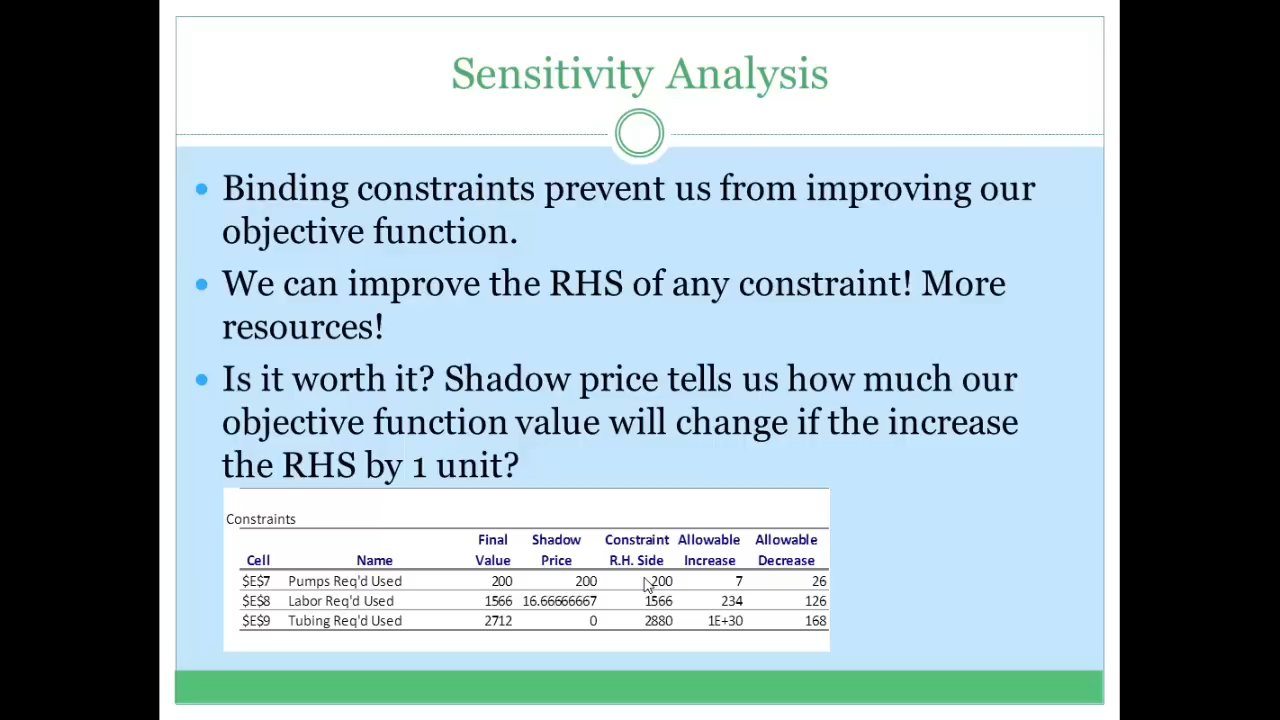 Sensitivity Analysis
Binding constraints prevent us from improving our
objective function.
We can improve the RHS of any constraint! More
resources!
Is it worth it? Shadow price tells us how much our
objective function value will change if the increase
the RHS by 1 unit?
Constraints
Final Shadow Constraint Allowable Allowable
Cell Name Value Price R.H. Side Increase Decrease
$E$7 Pumps Req'd Used 200 200 200 7 26
$E$8 Labor Req'd Used 1566 16.66666667 1566 234 126
$E$9 Tubing Req'd Used 2712 0 2880 1E+30 168